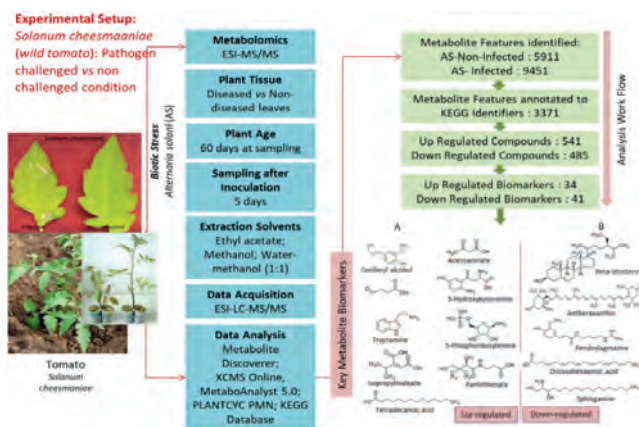 Experimental Setup:
Solanum cheesmaaniae
(wild tomato): Pathogen
challenged vs non
challenged condition
Tomato
Solanum
cheesmaniae
Biotic Stress
Alternaria solani (AS)
Metabolomics
ESI-MS/MS
Plant Tissue
Diseased vs Non-
diseased leaves
Plant Age
60 days at sampling
Sampling after
Inoculation
5 days
Extraction Solvents
Ethyl acetate;
Methanol; Water-
methanol (1:1)
Data Acquisition
ESI-LC-MS/MS
Data Analysis
Metabolite
Discoverer;
XCMS Online,
MetaboAnalyst 5.0;
PLANTCYC PMN; KEGG
Database
Key Metabolite Biomarkers
Metabolite Features identified:
AS-Non-Infected : 5911
AS- Infected : 9451
Metabolite Features annotated to
KEGG Identifiers : 3371
Up Regulated Compounds : 541
Down Regulated Compounds : 485
Up Regulated Biomarkers : 34
Down Regulated Biomarkers : 41
Analysis Work Flow
A
Coniferyl alcohol
Tryptamine
Isopropylmaleate
Tetradecanoic acid
Pantothenate
Up-regulated
B
Feruloylagmatine
Docosahexaenoic acid
Sphinganine
Down-regulated